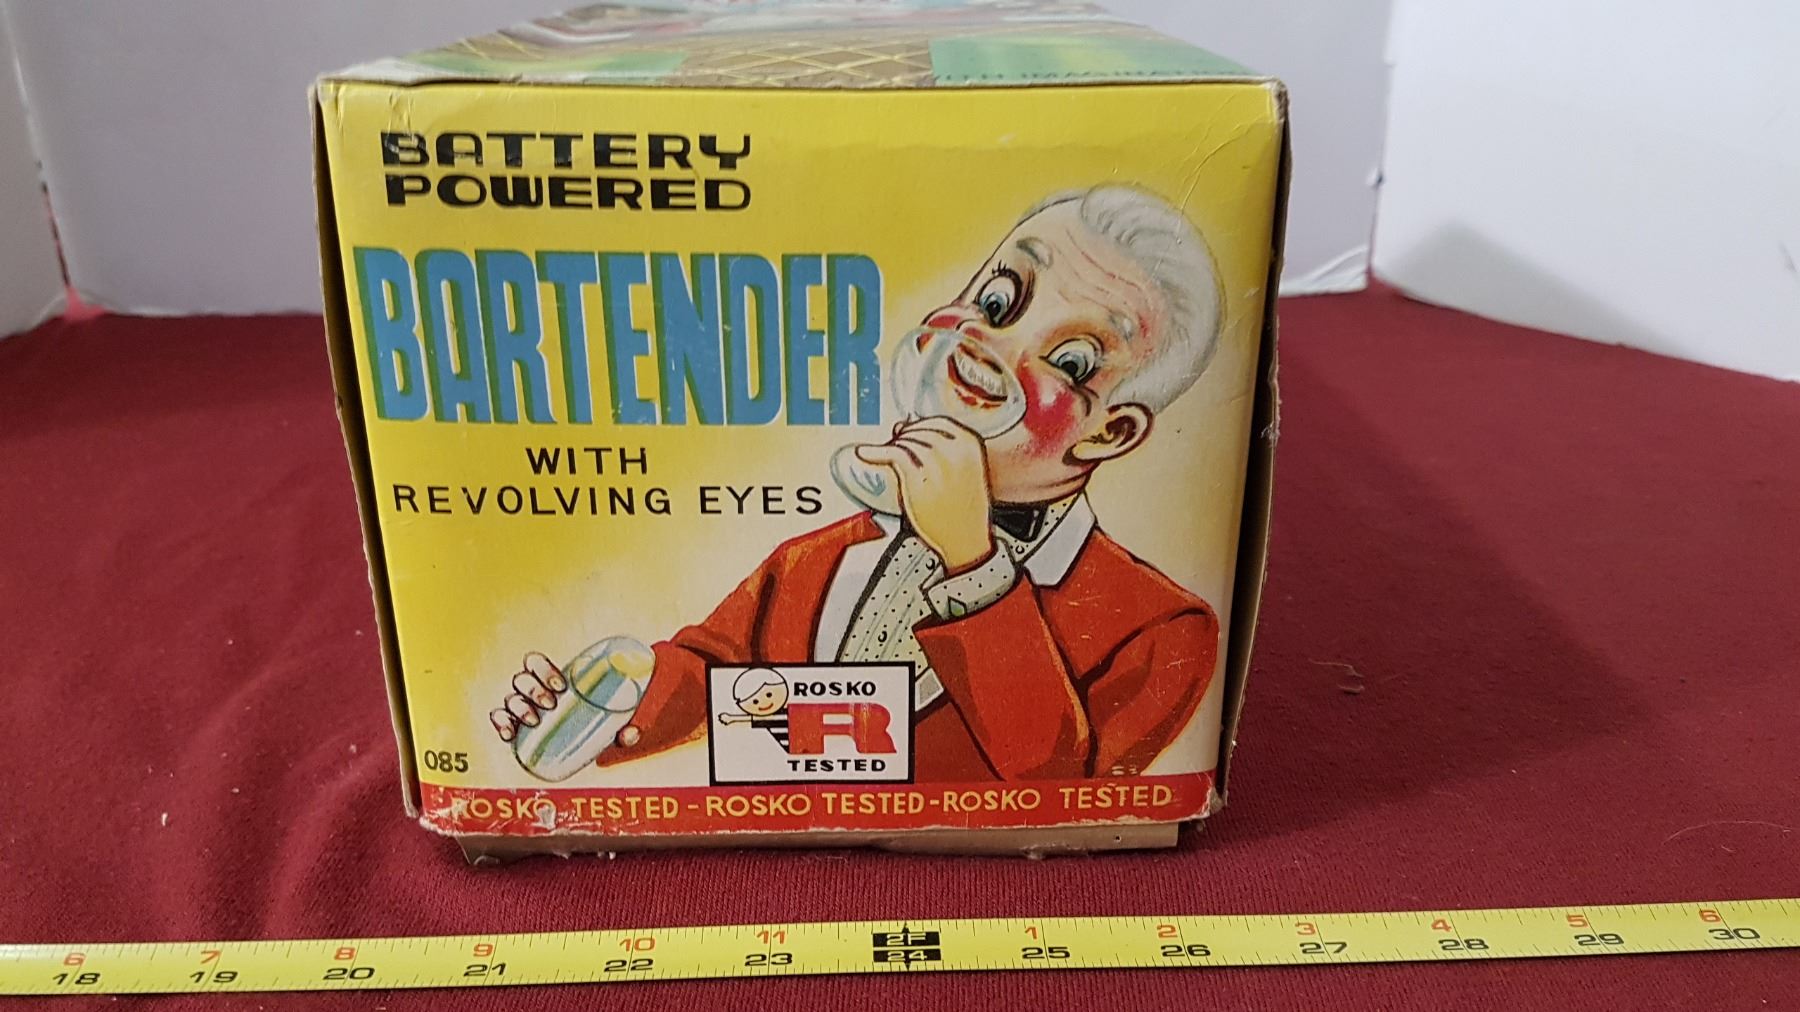 WITH IMAGINAT
BATTERY
POWERED
BARTENDER
WITH
REVOLVING EYES
ROSKO
R
TESTED
085
ROSKO TESTED - ROSKO TESTED - ROSKO TESTED
6 7 8 9 10 11 2F 1 2 3 4 5 6
18 19 20 21 22 23 24 25 26 27 28 29 30